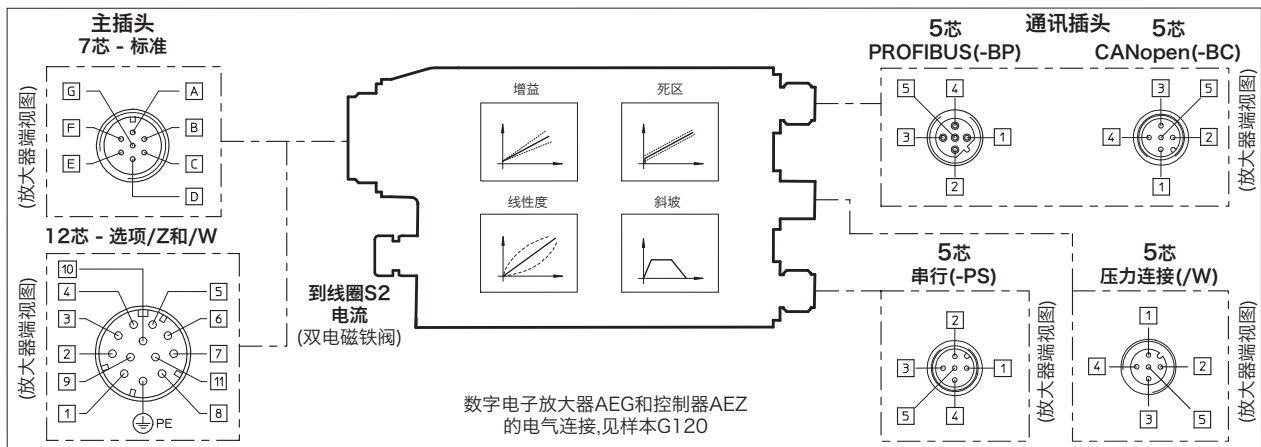 主插头
7芯 - 标准
G
A
F
B
E
C
D
(放大器端视图)
12芯 - 选项/Z和/W
10
4
5
3
6
2
7
9
11
1
8
PE
(放大器端视图)
到线圈S2
电流
(双电磁铁阀)
增益
死区
线性度
斜坡
数字电子放大器AEG和控制器AEZ
的电气连接,见样本G120
通讯插头
5芯
PROFIBUS(-BP)
5
4
3
1
2
5芯
CANopen(-BC)
3
5
4
2
1
(放大器端视图)
5芯
串行(-PS)
2
3
1
5
4
(放大器端视图)
5芯
压力连接(/W)
1
4
2
3
5
(放大器端视图)